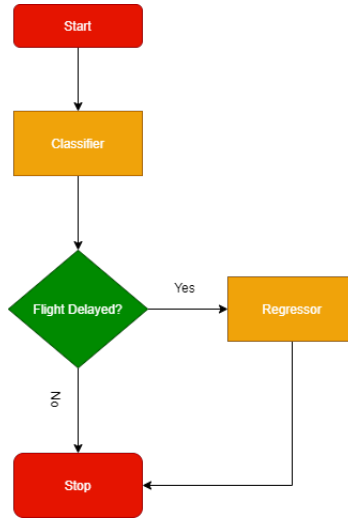 Start
Classifier
Flight Delayed?
Yes
Regressor
No
Stop